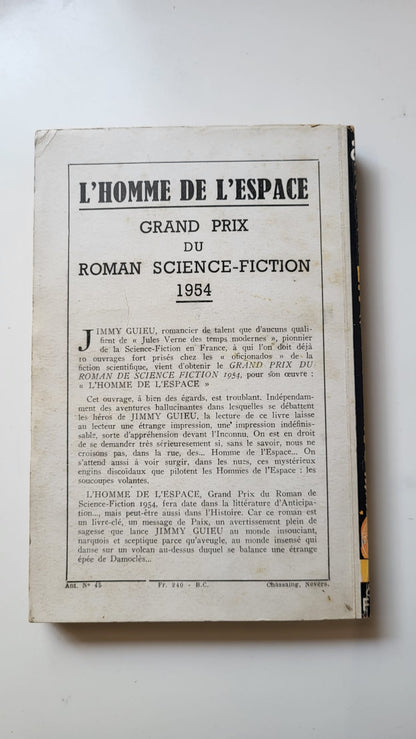 L'HOMME DE L'ESPACE
GRAND PRIX
DU
ROMAN SCIENCE-FICTION
1954
JIMMY GUIEU, romancier de talent que d'aucuns quali-
fient de « Jules Verne des temps modernes », pionnier
de la Science-Fiction en France, à qui l'on doit déjà
10 ouvrages fort prisés chez les « oficjonados » de la
fiction scientifique, vient d'obtenir le GRAND PRIX DU
ROMAN DE SCIENCE FICTION 1954, pour son œuvre :
« L'HOMME DE L'ESPACE »
Cet ouvrage, à bien des égards, est troublant. Indépendam-
ment des aventures hallucinantes dans lesquelles se débattent
les héros de JIMMY GUIEU, la lecture de ce livre laisse
au lecteur une étrange impression, une impression indéfinis-
sable, sorte d'appréhension devant l'Inconnu. On est en droit
de se demander très sérieusement si, sans le savoir, nous ne
croisons pas, dans la rue, des... Homme de l'Espace... On
s'attend aussi à voir surgir, dans les nues, ces mystérieux
engins discoïdaux que pilotent les Hommes de l'Espace : les
soucoupes volantes.
L'HOMME DE L'ESPACE, Grand Prix du Roman de
Science-Fiction 1954, fera date dans la littérature d'Anticipa-
tion..., mais peut-être aussi dans l'Histoire. Car ce roman est
un livre-clé, un message de Paix, un avertissement plein de
sagesse que lance JIMMY GUIEU au monde insouciant,
narquois et sceptique parce qu'aveugle, au monde insensé qui
danse sur un volcan au-dessus duquel se balance une étrange
épée de Damoclès...
Ant. N° 45 Fr. 240 - B.C. Chassaing, Nevers.